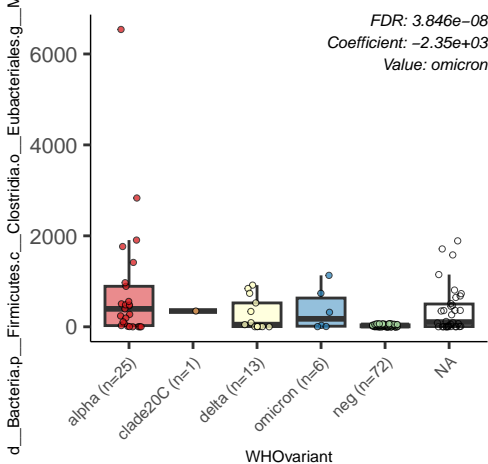 FDR: 3.846e−08
Coefficient: −2.35e+03
Value: omicron
d__Bacteria.p__Firmicutes.c__Clostridia.o__Eubacteriales.g__M
6000
4000
2000
0
alpha (n=25)
clade20C (n=1)
delta (n=13)
omicron (n=6)
neg (n=72)
NA
WHOvariant